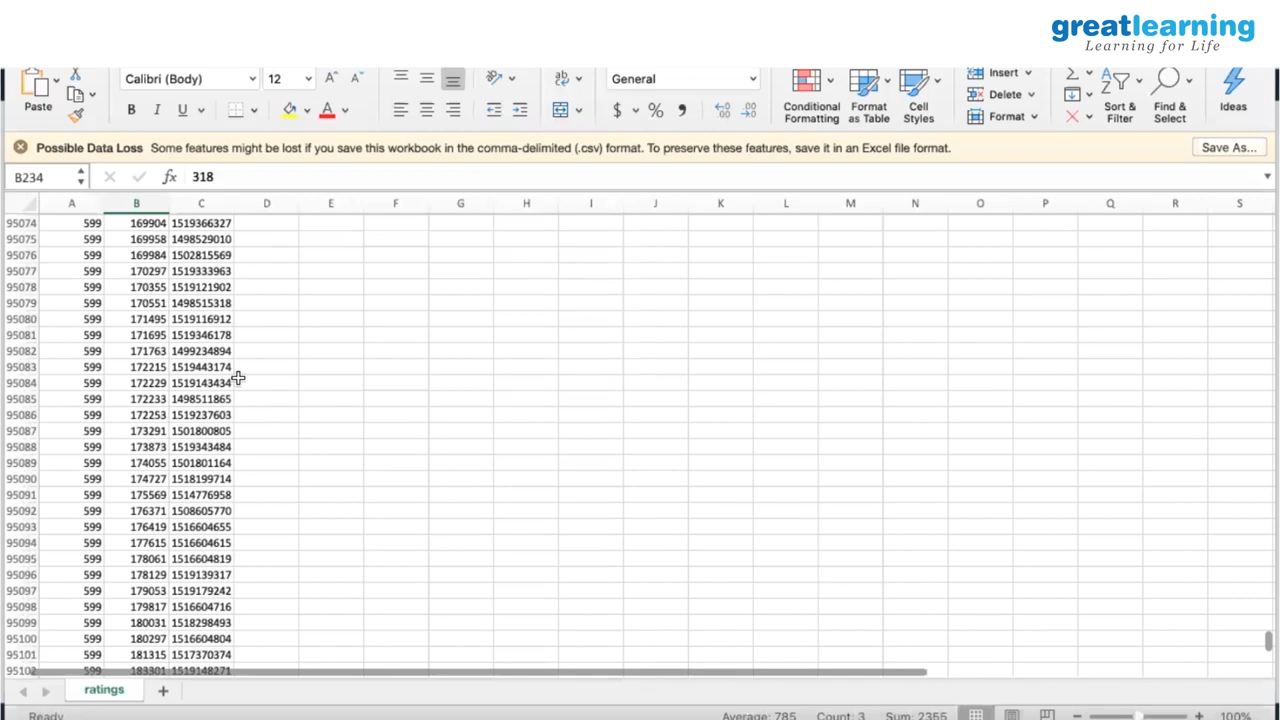 greatlearning
Learning for Life
Calibri (Body) 12 General
Paste B I U A $ % Conditional Formatting Format as Table Cell Styles Insert Delete Format Sort & Filter Find & Select Ideas
Possible Data Loss Some features might be lost if you save this workbook in the comma-delimited (.csv) format. To preserve these features, save it in an Excel file format. Save As...
B234 fx 318
A B C D E F G H I J K L M N O P Q R S
95074 599 169904 1519366327
95075 599 169958 1498529010
95076 599 169984 1502815569
95077 599 170297 1519333963
95078 599 170355 1519121902
95079 599 170551 1498515318
95080 599 171495 1519116912
95081 599 171695 1519346178
95082 599 171763 1499234894
95083 599 172215 1519443174
95084 599 172229 1519143434
95085 599 172233 1498511865
95086 599 172253 1519237603
95087 599 173291 1501800805
95088 599 173873 1519343484
95089 599 174055 1501801164
95090 599 174727 1518199714
95091 599 175569 1514776958
95092 599 176371 1508605770
95093 599 176419 1516604655
95094 599 177615 1516604615
95095 599 178061 1516604819
95096 599 178129 1519139317
95097 599 179053 1519179242
95098 599 179817 1516604716
95099 599 180031 1518298493
95100 599 180297 1516604804
95101 599 181315 1517370374
95102 599 183301 1519148271
ratings +
Ready Average: 785 Count: 3 Sum: 2355 100%